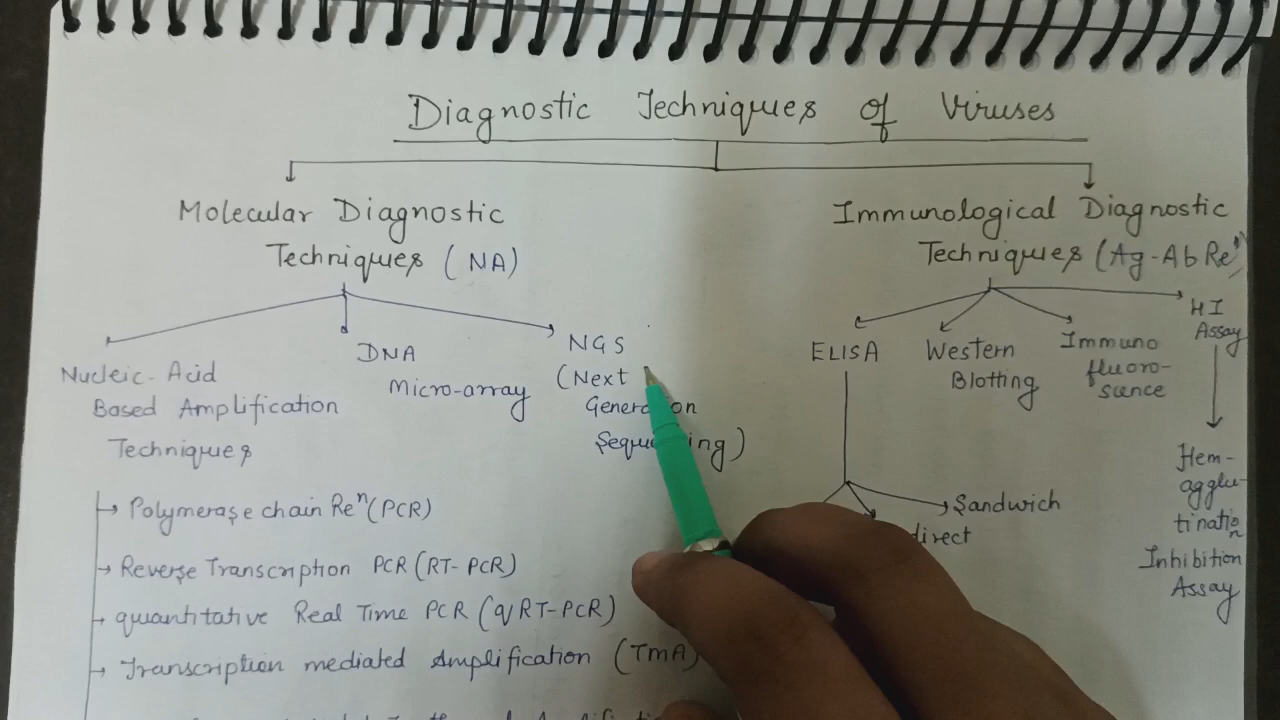 Diagnostic Techniques of Viruses
Molecular Diagnostic
Techniques (NA)
Nucleic-Acid
Based Amplification
Techniques
DNA
Micro-array
NGS
(Next
Sequencing)
→ Polymerase chain Reⁿ (PCR)
→ Reverse Transcription PCR (RT-PCR)
→ quantitative Real Time PCR (qRT-PCR)
→ Transcription mediated Amplification (TMA)
Immunological Diagnostic
Techniques (Ag-Ab Reⁿ)
ELISA
Western
Blotting
Immuno
fluoro-
scence
HI
Assay
Sandwich
Hem-
agglu-
tination
Inhibition
Assay